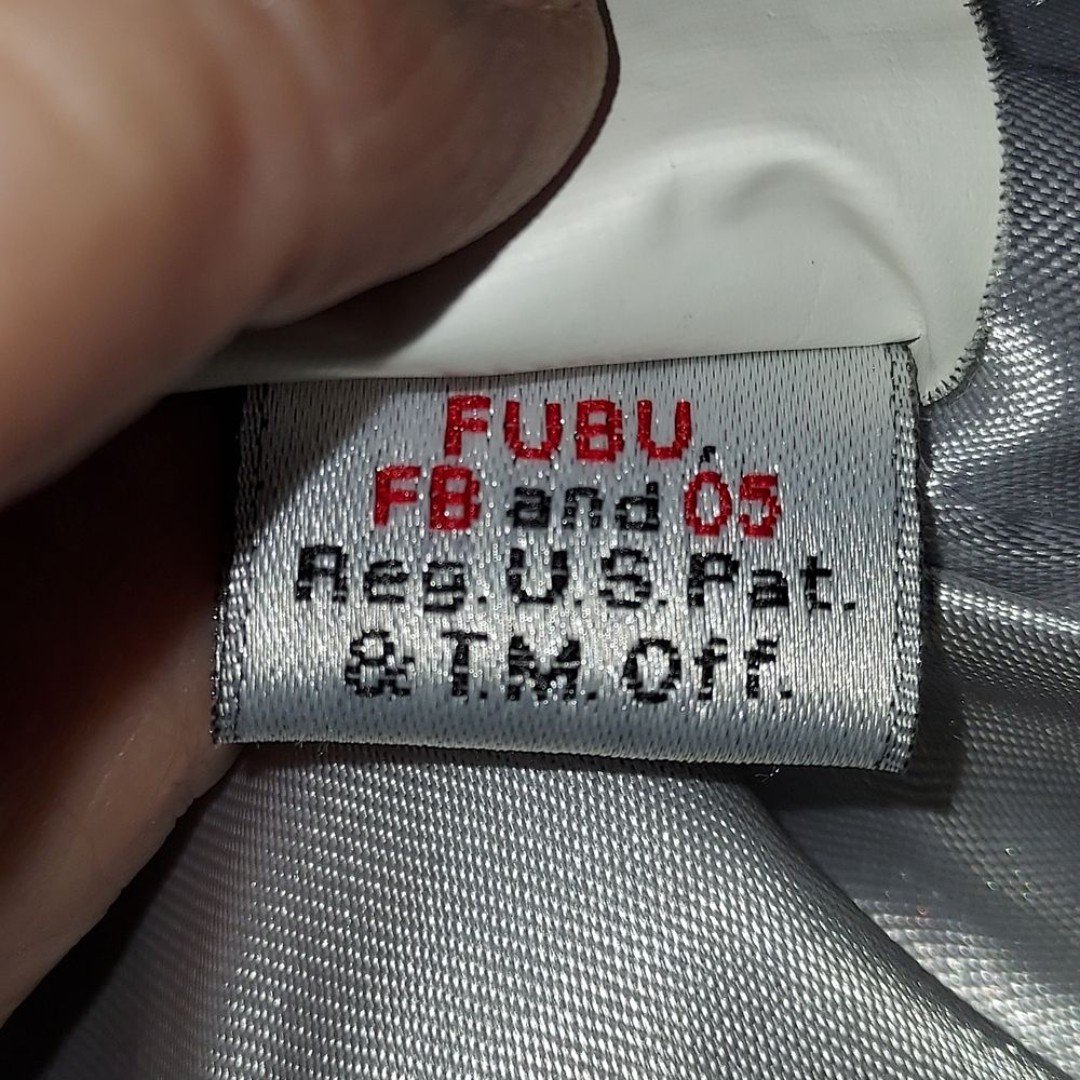 FUBU,
FB and 05
Reg. U.S. Pat.
& T.M. Off.